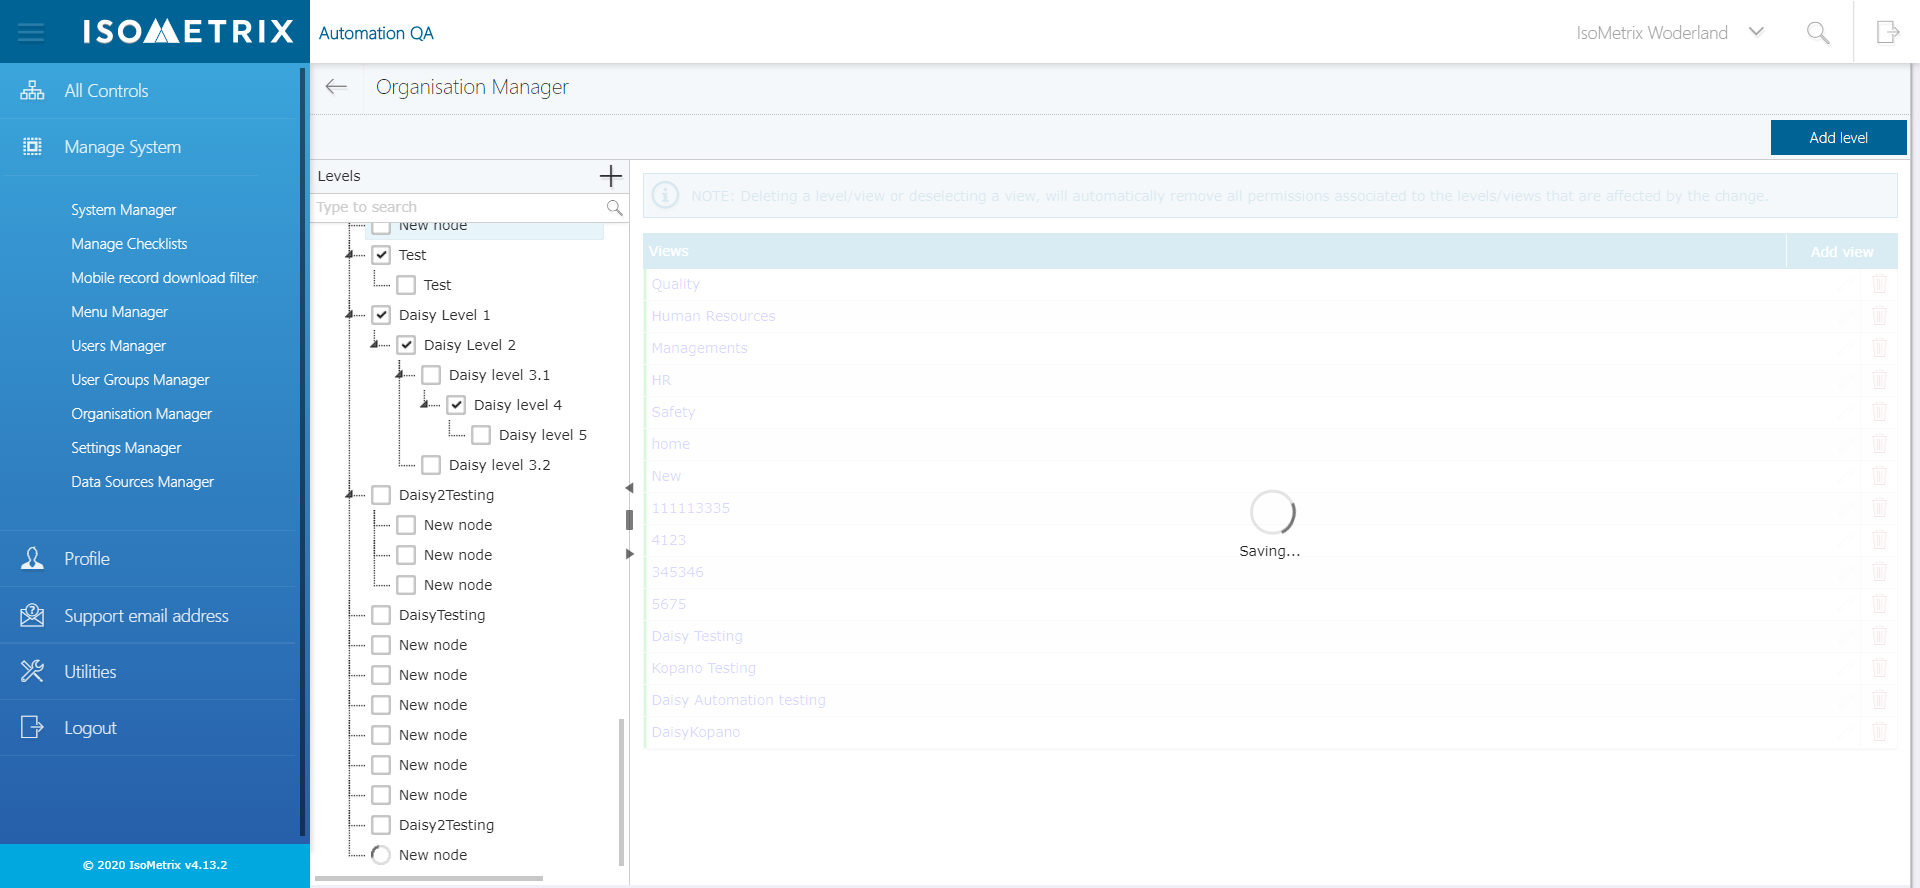 ISOMETRIX
Automation QA
IsoMetrix Woderland
All Controls
Manage System
System Manager
Manage Checklists
Mobile record download filter
Menu Manager
Users Manager
User Groups Manager
Organisation Manager
Settings Manager
Data Sources Manager
Profile
Support email address
Utilities
Logout
© 2020 IsoMetrix v4.13.2
Organisation Manager
Add level
Levels
Type to search
New node
Test
Test
Daisy Level 1
Daisy Level 2
Daisy level 3.1
Daisy level 4
Daisy level 5
Daisy level 3.2
Daisy2Testing
New node
New node
New node
DaisyTesting
New node
New node
New node
New node
New node
New node
Daisy2Testing
New node
NOTE: Deleting a level/view or deselecting a view, will automatically remove all permissions associated to the levels/views that are affected by the change.
Views
Add view
Quality
Human Resources
Managements
HR
Safety
home
New
111113335
4123
345346
5675
Daisy Testing
Kopano Testing
Daisy Automation testing
DaisyKopano
Saving...